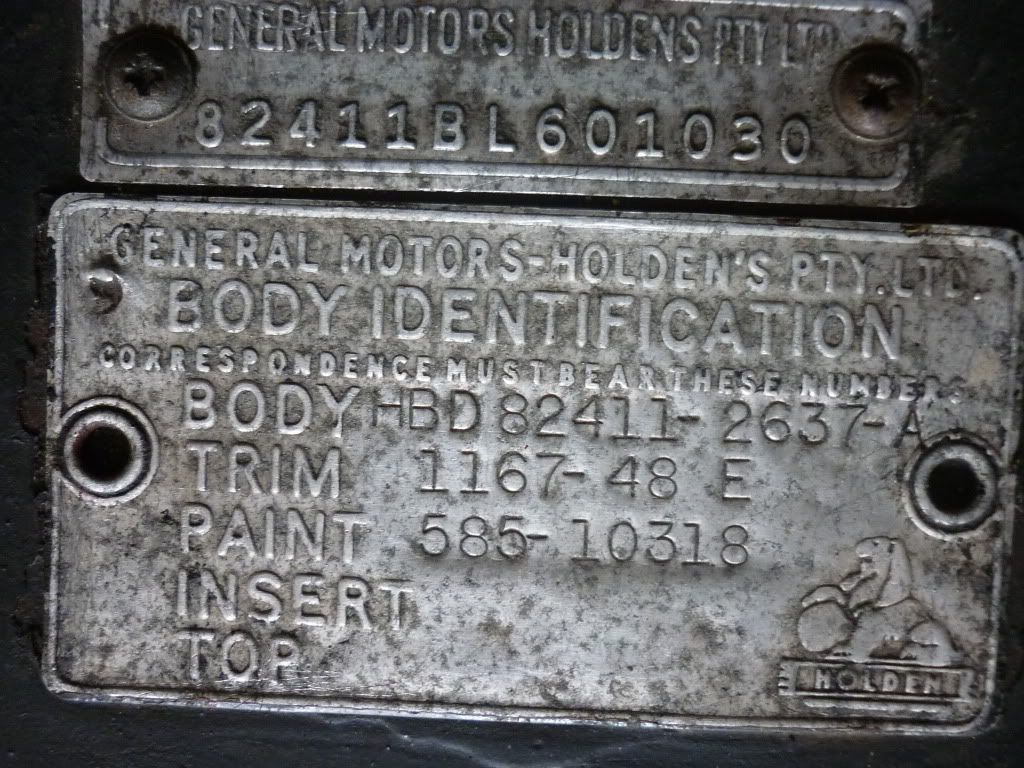 GENERAL MOTORS HOLDENS PTY LTD
82411BL601030
GENERAL MOTORS-HOLDEN'S PTY. LTD.
BODY IDENTIFICATION
CORRESPONDENCE MUST BEAR THESE NUMBERS
BODY HBD 82411-2637-A
TRIM 1167-48 E
PAINT 585-10318
INSERT
TOP
HOLDEN